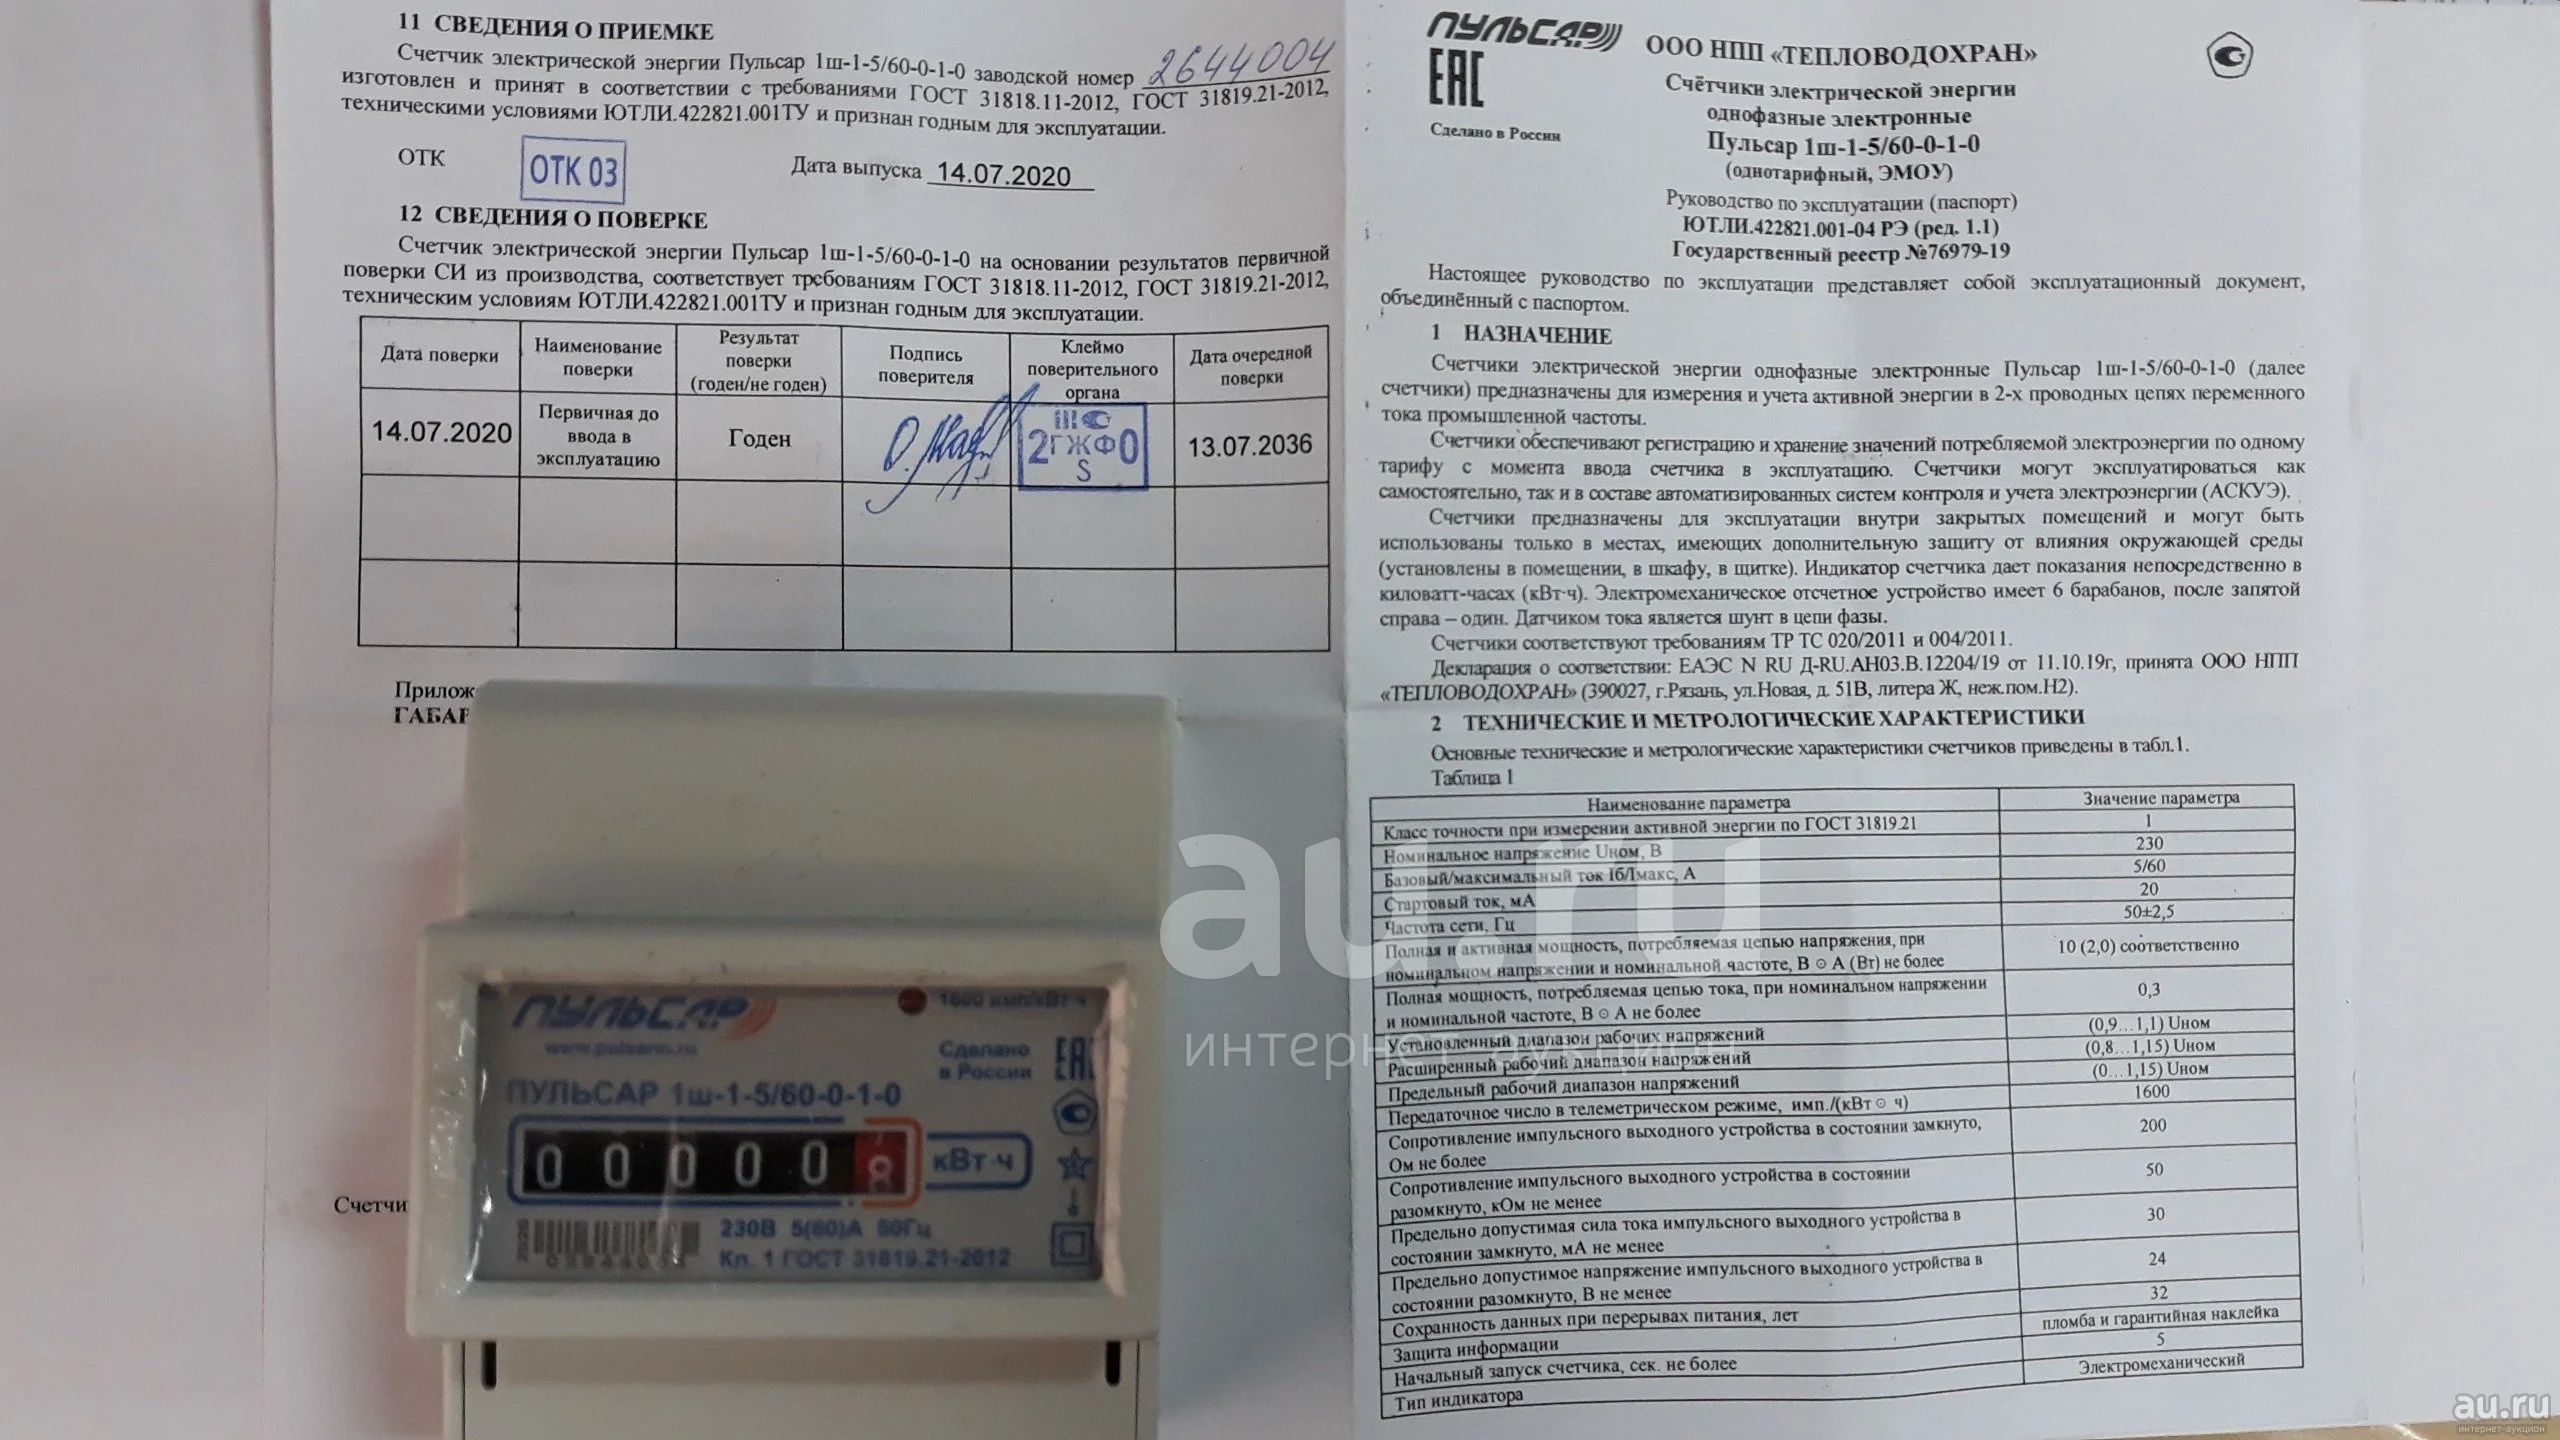 11 СВЕДЕНИЯ О ПРИЕМКЕ
Счетчик электрической энергии Пульсар 1ш-1-5/60-0-1-0 заводской номер 2644004
изготовлен и принят в соответствии с требованиями ГОСТ 31818.11-2012, ГОСТ 31819.21-2012,
техническими условиями ЮТЛИ.422821.001ТУ и признан годным для эксплуатации.
ОТК
ОТК 03
Дата выпуска 14.07.2020
12 СВЕДЕНИЯ О ПОВЕРКЕ
Счетчик электрической энергии Пульсар 1ш-1-5/60-0-1-0 на основании результатов первичной
поверки СИ из производства, соответствует требованиям ГОСТ 31818.11-2012, ГОСТ 31819.21-2012,
техническим условиям ЮТЛИ.422821.001ТУ и признан годным для эксплуатации.
Дата поверки
Наименование
поверки
Результат
поверки
(годен/не годен)
Подпись
поверителя
Клеймо
поверительного
органа
Дата очередной
поверки
14.07.2020
Первичная до
ввода в
эксплуатацию
Годен
2ГЖФ0
S
13.07.2036
Прилож
ГАБАР
Счетчи
ПУЛЬСАР
1600 имп/кВт·ч
www.pulsarm.ru
Сделано
в России
EAC
ПУЛЬСАР 1ш-1-5/60-0-1-0
0 0 0 0 0 8
кВт·ч
230В 5(60)А 50Гц
Кл. 1 ГОСТ 31819.21-2012
ПУЛЬСАР
EAC
Сделано в России
ООО НПП «ТЕПЛОВОДОХРАН»
Счётчики электрической энергии
однофазные электронные
Пульсар 1ш-1-5/60-0-1-0
(однотарифный, ЭМОУ)
Руководство по эксплуатации (паспорт)
ЮТЛИ.422821.001-04 РЭ (ред. 1.1)
Государственный реестр №76979-19
Настоящее руководство по эксплуатации представляет собой эксплуатационный документ,
объединённый с паспортом.
1 НАЗНАЧЕНИЕ
Счетчики электрической энергии однофазные электронные Пульсар 1ш-1-5/60-0-1-0 (далее
счетчики) предназначены для измерения и учета активной энергии в 2-х проводных цепях переменного
тока промышленной частоты.
Счетчики обеспечивают регистрацию и хранение значений потребляемой электроэнергии по одному
тарифу с момента ввода счетчика в эксплуатацию. Счетчики могут эксплуатироваться как
самостоятельно, так и в составе автоматизированных систем контроля и учета электроэнергии (АСКУЭ).
Счетчики предназначены для эксплуатации внутри закрытых помещений и могут быть
использованы только в местах, имеющих дополнительную защиту от влияния окружающей среды
(установлены в помещении, в шкафу, в щитке). Индикатор счетчика дает показания непосредственно в
киловатт-часах (кВт·ч). Электромеханическое отсчетное устройство имеет 6 барабанов, после запятой
справа – один. Датчиком тока является шунт в цепи фазы.
Счетчики соответствуют требованиям ТР ТС 020/2011 и 004/2011.
Декларация о соответствии: ЕАЭС N RU Д-RU.АН03.В.12204/19 от 11.10.19г, принята ООО НПП
«ТЕПЛОВОДОХРАН» (390027, г.Рязань, ул.Новая, д. 51В, литера Ж, неж.пом.Н2).
2 ТЕХНИЧЕСКИЕ И МЕТРОЛОГИЧЕСКИЕ ХАРАКТЕРИСТИКИ
Основные технические и метрологические характеристики счетчиков приведены в табл.1.
Таблица 1
Наименование параметра Значение параметра
Класс точности при измерении активной энергии по ГОСТ 31819.21 1
Номинальное напряжение Uном, В 230
Базовый/максимальный ток Iб/Iмакс, А 5/60
Стартовый ток, мА 20
Частота сети, Гц 50±2,5
Полная и активная мощность, потребляемая цепью напряжения, при
номинальном напряжении и номинальной частоте, В ⊙ А (Вт) не более 10 (2,0) соответственно
Полная мощность, потребляемая цепью тока, при номинальном напряжении
и номинальной частоте, В ⊙ А не более 0,3
Установленный диапазон рабочих напряжений (0,9…1,1) Uном
Расширенный рабочий диапазон напряжений (0,8…1,15) Uном
Предельный рабочий диапазон напряжений (0…1,15) Uном
Передаточное число в телеметрическом режиме, имп./(кВт ⊙ ч) 1600
Сопротивление импульсного выходного устройства в состоянии замкнуто,
Ом не более 200
Сопротивление импульсного выходного устройства в состоянии
разомкнуто, кОм не менее 50
Предельно допустимая сила тока импульсного выходного устройства в
состоянии замкнуто, мА не менее 30
Предельно допустимое напряжение импульсного выходного устройства в
состоянии разомкнуто, В не менее 24
Сохранность данных при перерывах питания, лет 32
Защита информации пломба и гарантийная наклейка
Начальный запуск счетчика, сек. не более 5
Тип индикатора Электромеханический
au.ru
au.ru
интернет-аукцион